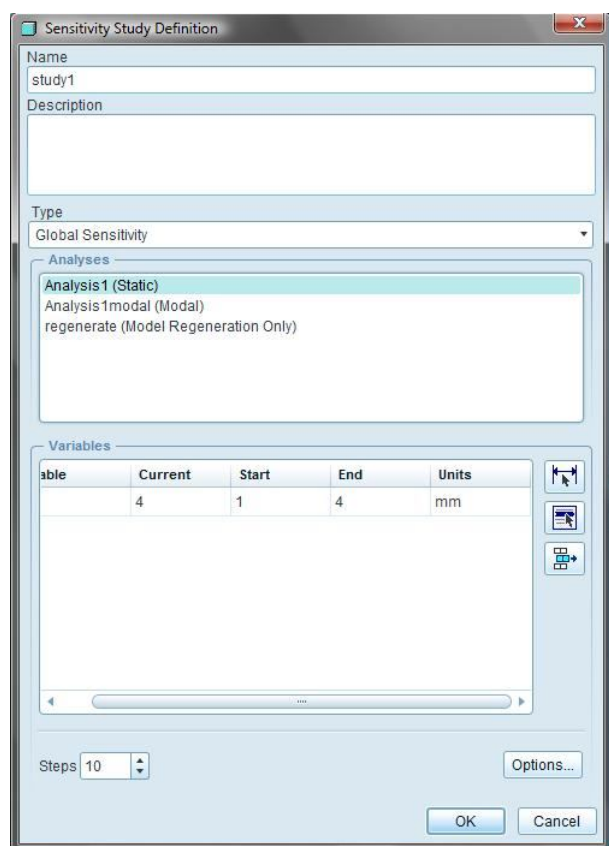 Sensitivity Study Definition
Name
study1
Description
Type
Global Sensitivity
Analyses
Analysis1 (Static)
Analysis1modal (Modal)
regenerate (Model Regeneration Only)
Variables
able Current Start End Units
4 1 4 mm
Steps 10 Options...
OK Cancel